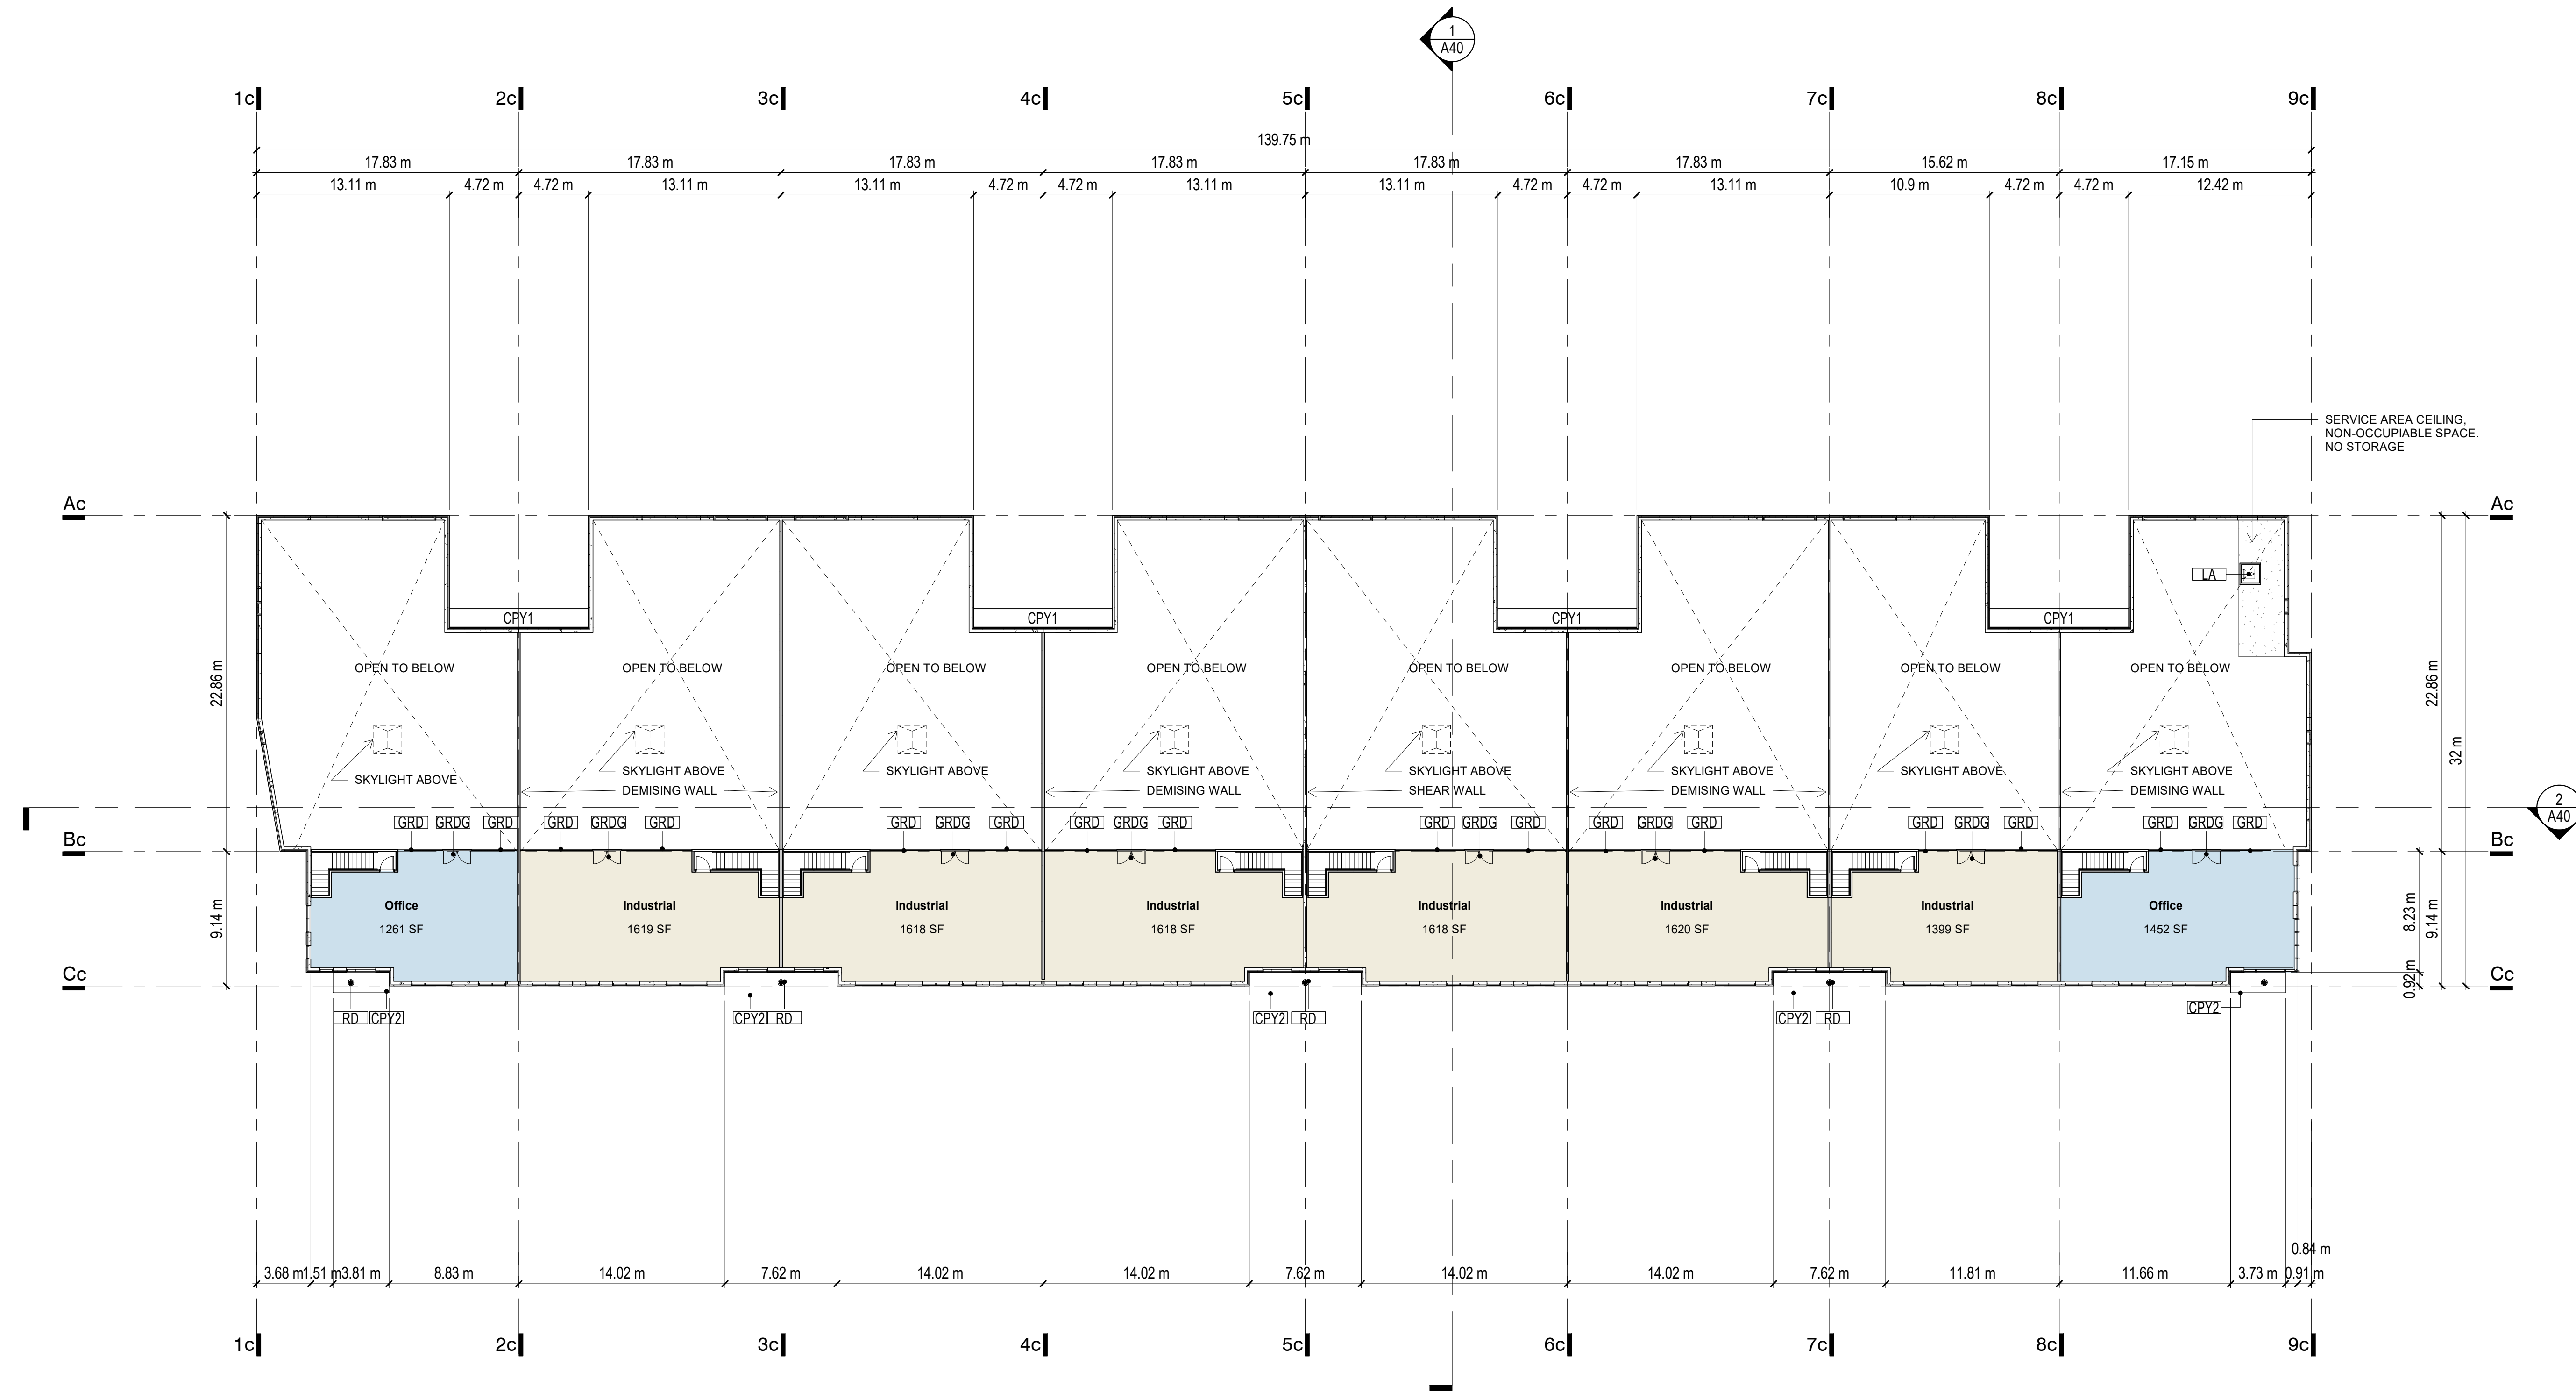 1
A40
1c 2c 3c 4c 5c 6c 7c 8c 9c
139.75 m
17.83 m 17.83 m 17.83 m 17.83 m 17.83 m 17.83 m 15.62 m 17.15 m
13.11 m 4.72 m 4.72 m 13.11 m 13.11 m 4.72 m 4.72 m 13.11 m 13.11 m 4.72 m 4.72 m 13.11 m 10.9 m 4.72 m 4.72 m 12.42 m
SERVICE AREA CEILING,
NON-OCCUPIABLE SPACE.
NO STORAGE
Ac Ac
LA
CPY1 CPY1 CPY1 CPY1
OPEN TO BELOW OPEN TO BELOW OPEN TO BELOW OPEN TO BELOW OPEN TO BELOW OPEN TO BELOW OPEN TO BELOW OPEN TO BELOW
22.86 m 22.86 m 32 m
SKYLIGHT ABOVE SKYLIGHT ABOVE SKYLIGHT ABOVE SKYLIGHT ABOVE SKYLIGHT ABOVE SKYLIGHT ABOVE SKYLIGHT ABOVE SKYLIGHT ABOVE
DEMISING WALL DEMISING WALL SHEAR WALL DEMISING WALL DEMISING WALL
2
A40
GRD GRDG GRD GRD GRDG GRD GRD GRDG GRD GRD GRDG GRD GRD GRDG GRD GRD GRDG GRD GRD GRDG GRD GRD GRDG GRD
Bc Bc
Office Industrial Industrial Industrial Industrial Industrial Industrial Office
1261 SF 1619 SF 1618 SF 1618 SF 1618 SF 1620 SF 1399 SF 1452 SF
9.14 m 8.23 m 9.14 m
Cc Cc
0.92 m
RD CPY2 CPY2 RD CPY2 RD CPY2 RD CPY2
0.84 m
3.68 m 1.51 m 3.81 m 8.83 m 14.02 m 7.62 m 14.02 m 14.02 m 7.62 m 14.02 m 14.02 m 7.62 m 11.81 m 11.66 m 3.73 m 0.91 m
1c 2c 3c 4c 5c 6c 7c 8c 9c